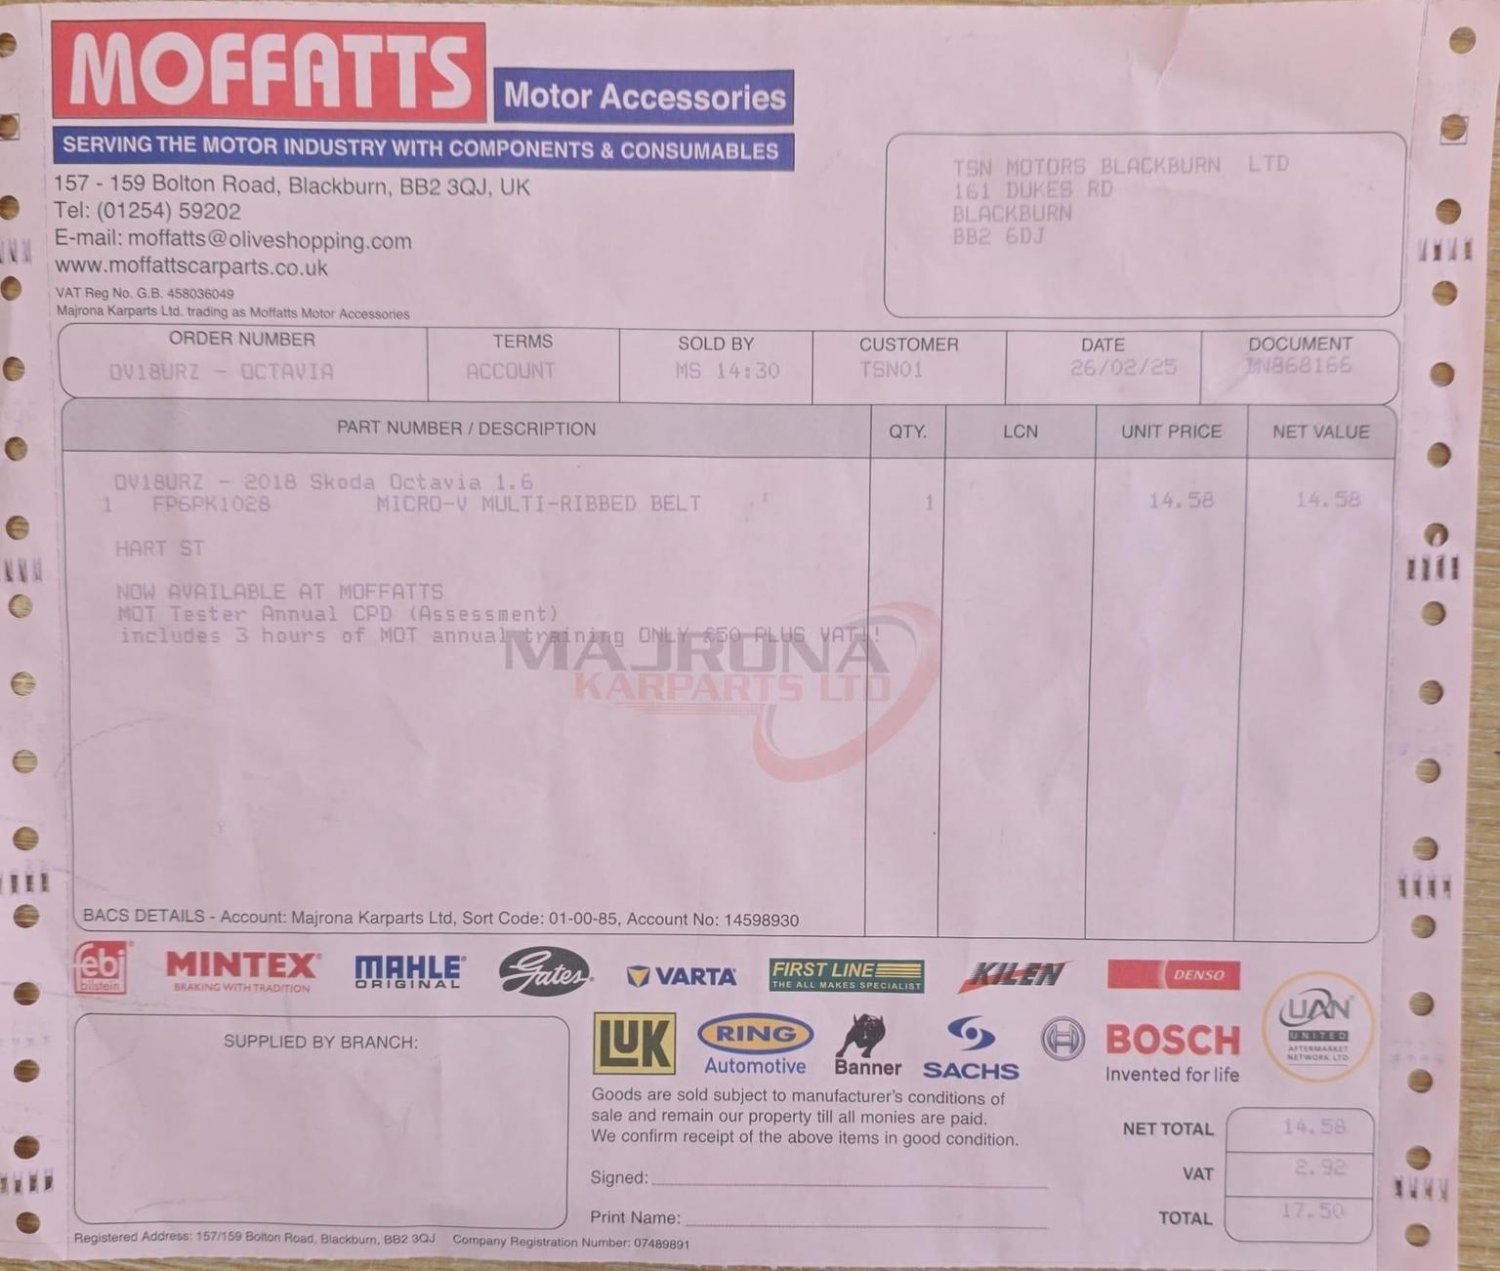 MOFFATTS
Motor Accessories
SERVING THE MOTOR INDUSTRY WITH COMPONENTS & CONSUMABLES
157 - 159 Bolton Road, Blackburn, BB2 3QJ, UK
Tel: (01254) 59202
E-mail: moffatts@oliveshopping.com
www.moffattscarparts.co.uk
VAT Reg No. G.B. 458036049
Majrona Karparts Ltd. trading as Moffatts Motor Accessories
TSN MOTORS BLACKBURN LTD
161 DUKES RD
BLACKBURN
BB2 6DJ
ORDER NUMBER TERMS SOLD BY CUSTOMER DATE DOCUMENT
OV18URZ - OCTAVIA ACCOUNT MS 14:30 TSN01 26/02/25 IN868166
PART NUMBER / DESCRIPTION QTY. LCN UNIT PRICE NET VALUE
OV18URZ - 2018 Skoda Octavia 1.6
1 FP6PK1028 MICRO-V MULTI-RIBBED BELT 1 14.58 14.58
HART ST
NOW AVAILABLE AT MOFFATTS
MOT Tester Annual CPD (Assessment)
includes 3 hours of MOT annual training ONLY £50 PLUS VAT!!
MAJRONA
KARPARTS LTD
BACS DETAILS - Account: Majrona Karparts Ltd, Sort Code: 01-00-85, Account No: 14598930
febi bilstein
MINTEX
BRAKING WITH TRADITION
MAHLE
ORIGINAL
Gates
VARTA
FIRST LINE
THE ALL MAKES SPECIALIST
KILEN
DENSO
UAN
UNITED
AFTERMARKET
NETWORK LTD
SUPPLIED BY BRANCH:
LUK
RING
Automotive
Banner
SACHS
BOSCH
Invented for life
Goods are sold subject to manufacturer's conditions of
sale and remain our property till all monies are paid.
We confirm receipt of the above items in good condition.
Signed:
Print Name:
NET TOTAL 14.58
VAT 2.92
TOTAL 17.50
Registered Address: 157/159 Bolton Road, Blackburn, BB2 3QJ Company Registration Number: 07489891